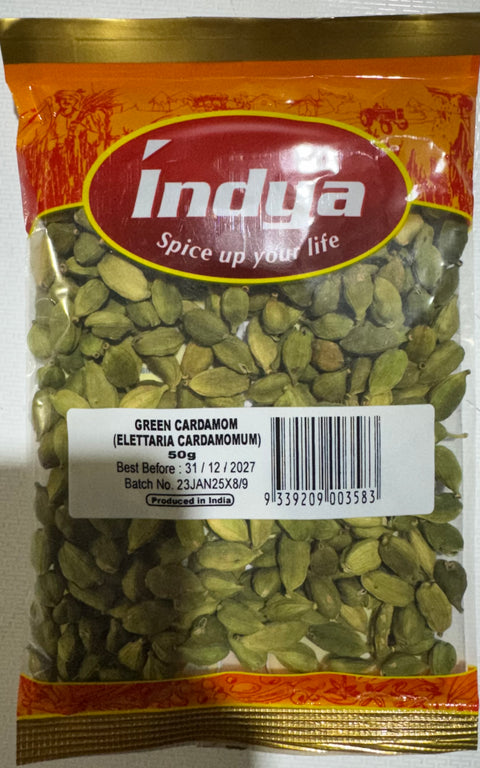 Indya
Spice up your life
GREEN CARDAMOM
(ELETTARIA CARDAMOMUM)
50g
Best Before : 31 / 12 / 2027
Batch No. 23JAN25X8/9
Produced in India
9 339209 003583